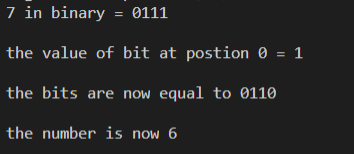 7 in binary = 0111
the value of bit at postion 0 = 1
the bits are now equal to 0110
the number is now 6